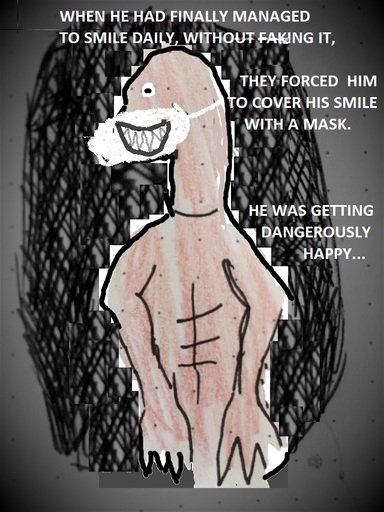 WHEN HE HAD FINALLY MANAGED
TO SMILE DAILY, WITHOUT FAKING IT,
THEY FORCED HIM
TO COVER HIS SMILE
WITH A MASK.
HE WAS GETTING
DANGEROUSLY
HAPPY...